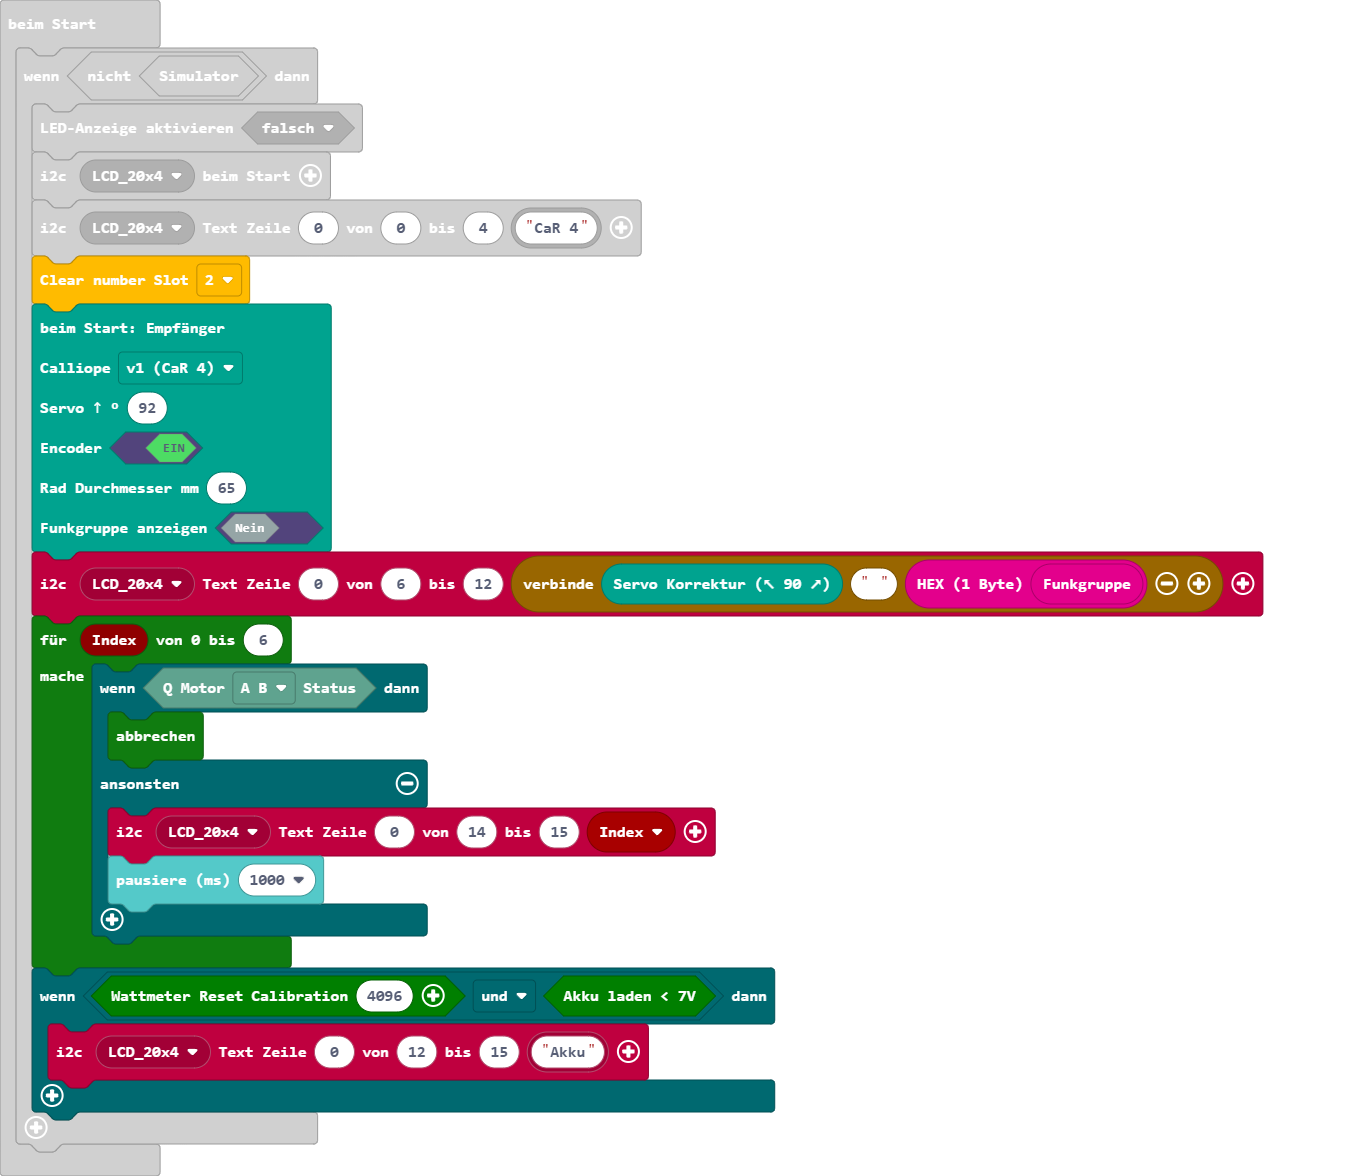 beim Start
wenn nicht Simulator dann
LED-Anzeige aktivieren falsch
i2c LCD_20x4 beim Start
i2c LCD_20x4 Text Zeile 0 von 0 bis 4 "CaR 4"
Clear number Slot 2
beim Start: Empfänger
Calliope v1 (CaR 4)
Servo ↑ º 92
Encoder EIN
Rad Durchmesser mm 65
Funkgruppe anzeigen Nein
i2c LCD_20x4 Text Zeile 0 von 6 bis 12 verbinde Servo Korrektur (↖ 90 ↗) " " HEX (1 Byte) Funkgruppe
für Index von 0 bis 6
mache
wenn Q Motor A B Status dann
abbrechen
ansonsten
i2c LCD_20x4 Text Zeile 0 von 14 bis 15 Index
pausiere (ms) 1000
wenn Wattmeter Reset Calibration 4096 und Akku laden < 7V dann
i2c LCD_20x4 Text Zeile 0 von 12 bis 15 "Akku"